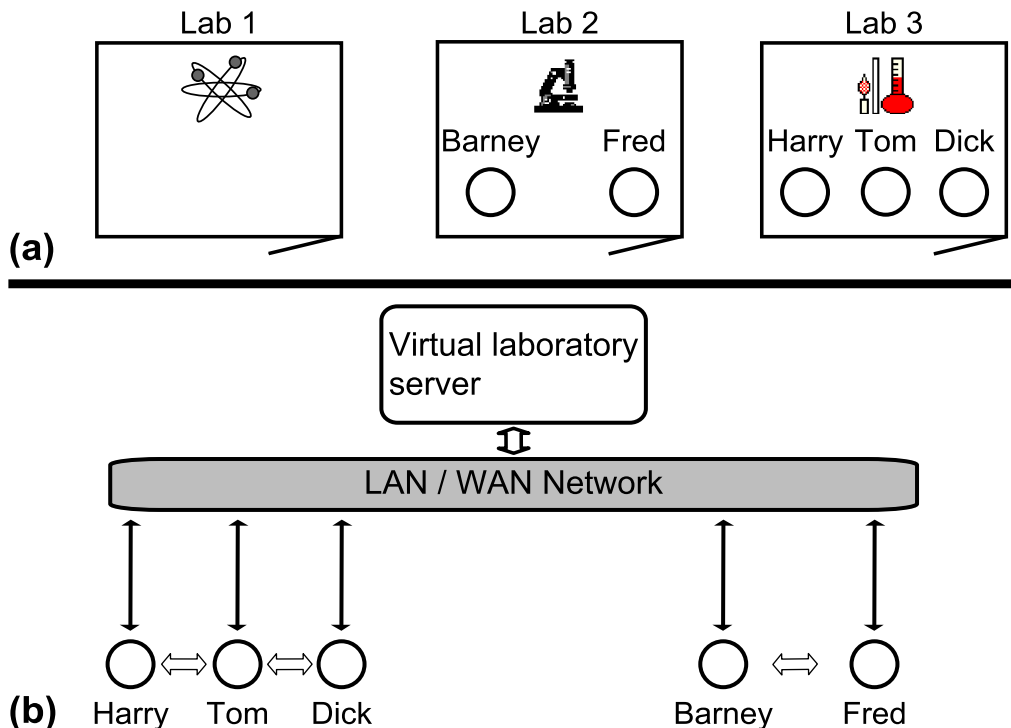 Lab 1
Lab 2
Lab 3
Barney
Fred
Harry
Tom
Dick
(a)
Virtual laboratory
server
LAN / WAN Network
Harry
Tom
Dick
Barney
Fred
(b)